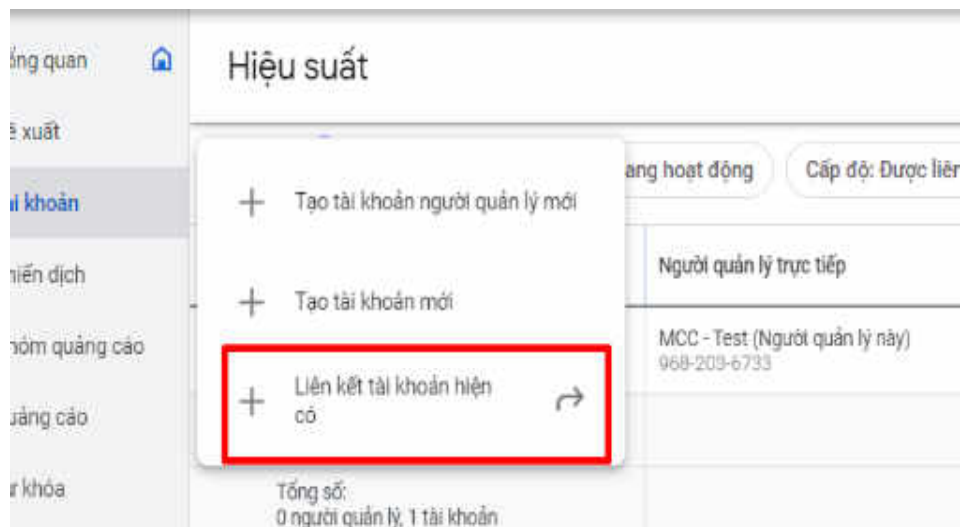 ổng quan
Hiệu suất
ề xuất
ang hoạt động
Cấp độ: Được liên
ài khoản
Tạo tài khoản người quản lý mới
Người quản lý trực tiếp
hiến dịch
Tạo tài khoản mới
hóm quảng cáo
MCC - Test (Người quản lý này)
968-203-6733
Liên kết tài khoản hiện
có
uảng cáo
ừ khóa
Tổng số:
0 người quản lý, 1 tài khoản